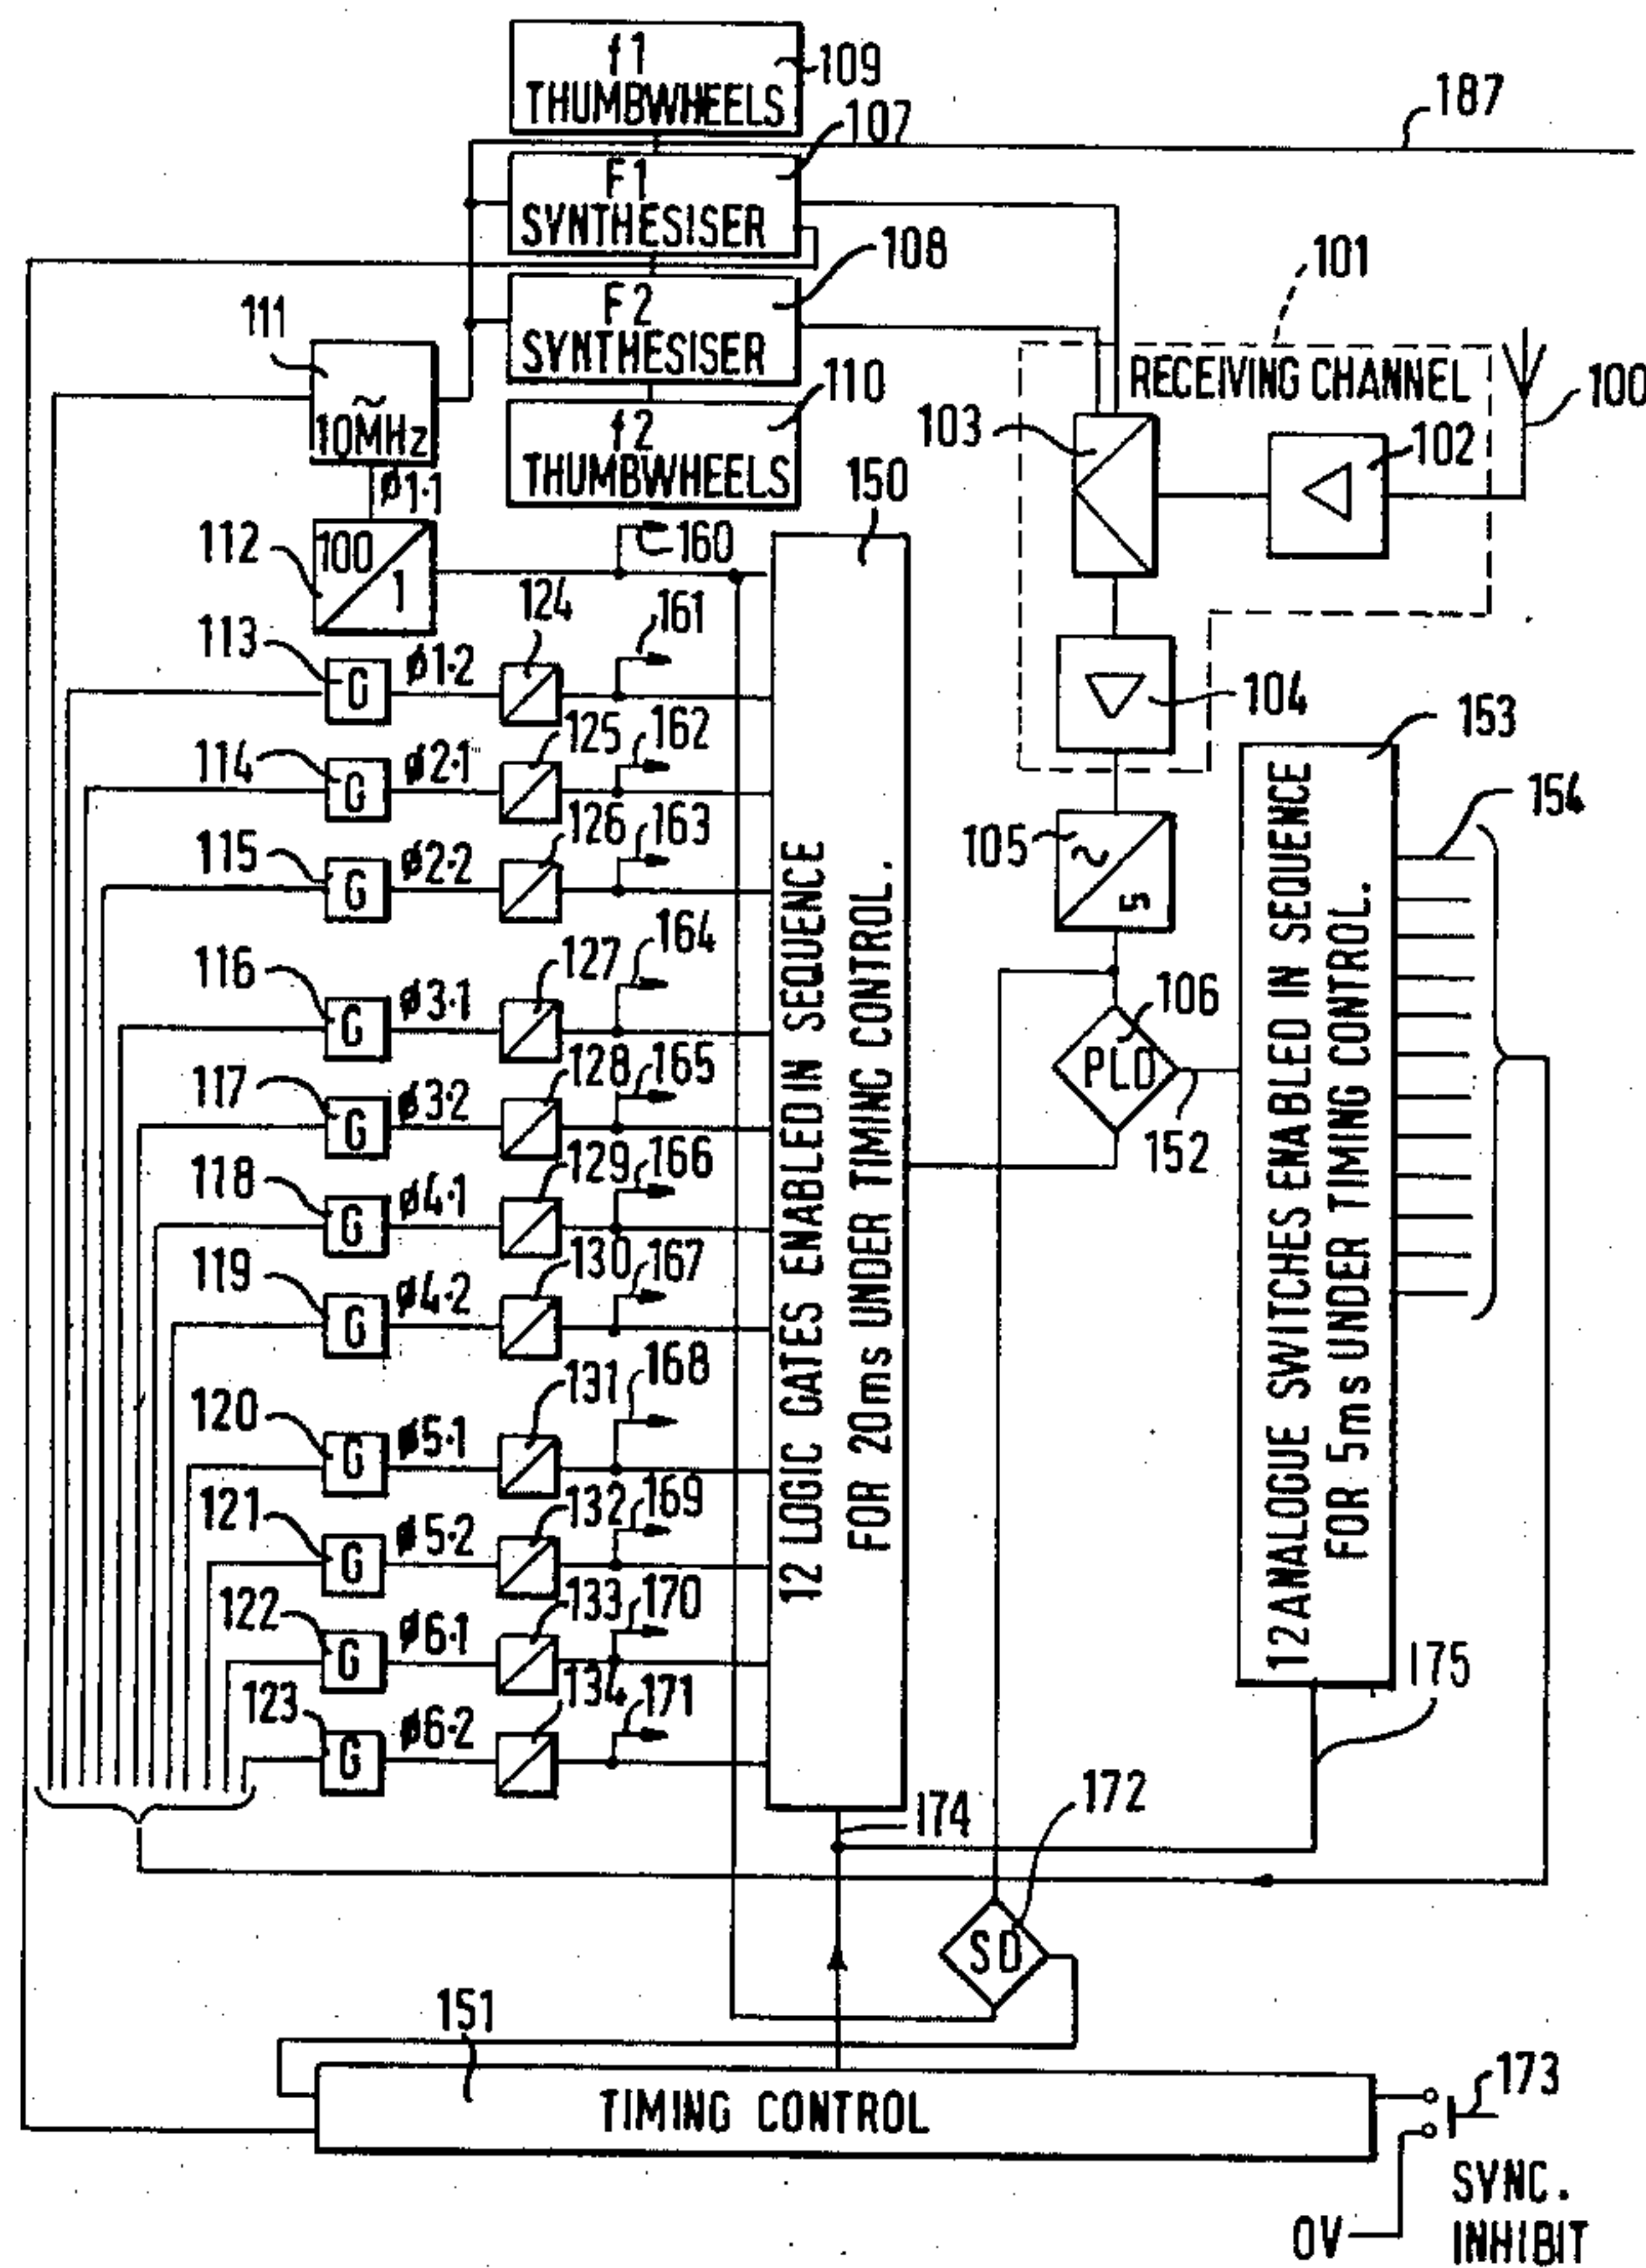 f1
THUMBWHEELS
109
107
187
F1
SYNTHESISER
108
101
F2
SYNTHESISER
111
~
10MHz
110
RECEIVING CHANNEL
100
103
102
f2
THUMBWHEELS
ø1·1
150
112
100
1
160
124
161
113
G
ø1·2
104
153
125
162
114
G
ø2·1
154
126
163
105
~
115
G
ø2·2
164
127
116
G
ø3·1
106
PLD
128
165
117
G
ø3·2
152
129
166
118
G
ø4·1
130
167
119
G
ø4·2
168
131
120
G
ø5·1
132
169
121
G
ø5·2
133
170
122
G
ø6·1
175
134
171
123
G
ø6·2
12 LOGIC GATES ENABLED IN SEQUENCE
FOR 20ms UNDER TIMING CONTROL.
12 ANALOGUE SWITCHES ENABLED IN SEQUENCE
FOR 5ms UNDER TIMING CONTROL.
174
172
SD
151
TIMING CONTROL
173
0V
SYNC.
INHIBIT